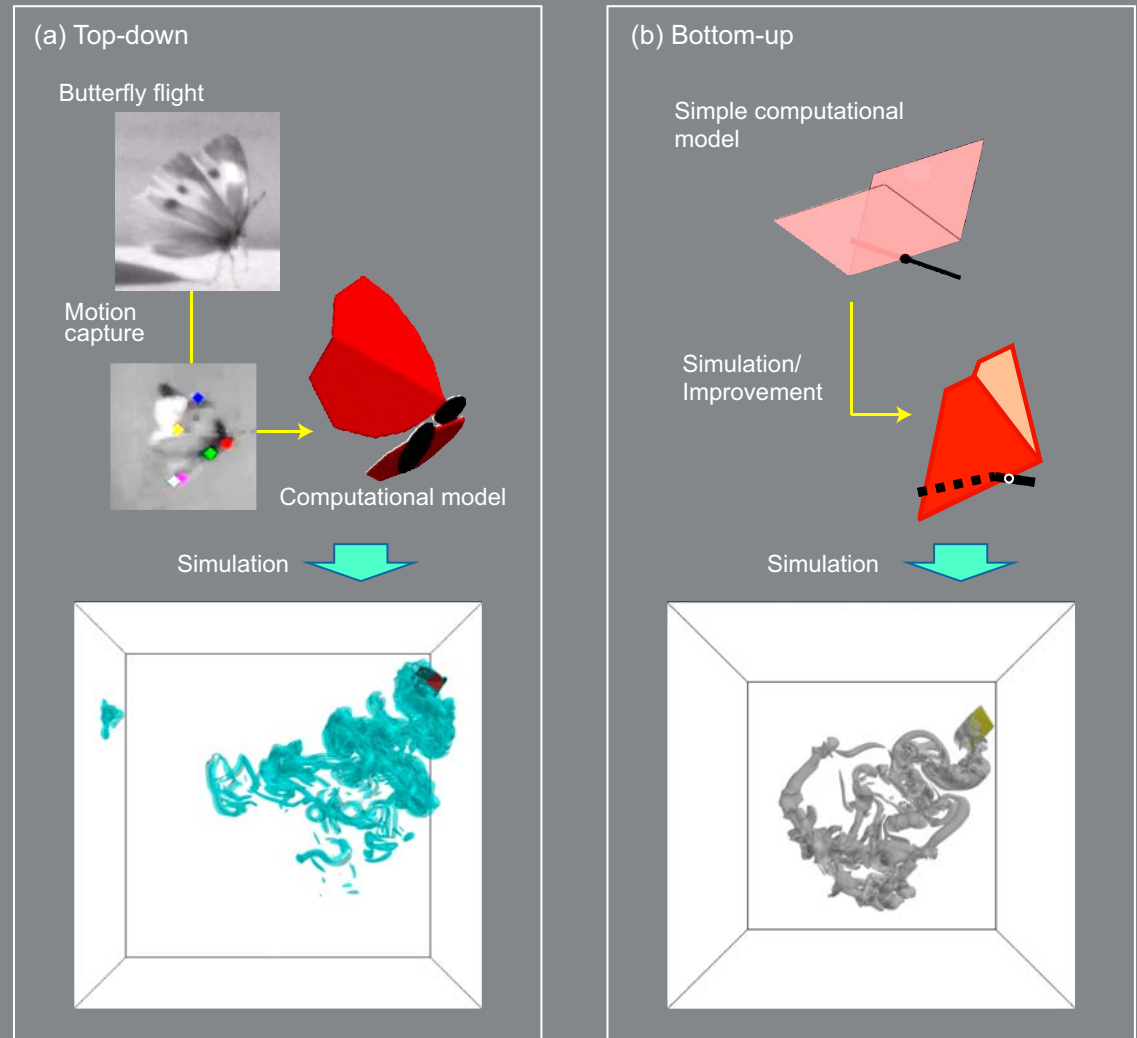 (a) Top-down
Butterfly flight
Motion
capture
Computational model
Simulation
(b) Bottom-up
Simple computational
model
Simulation/
Improvement
Simulation